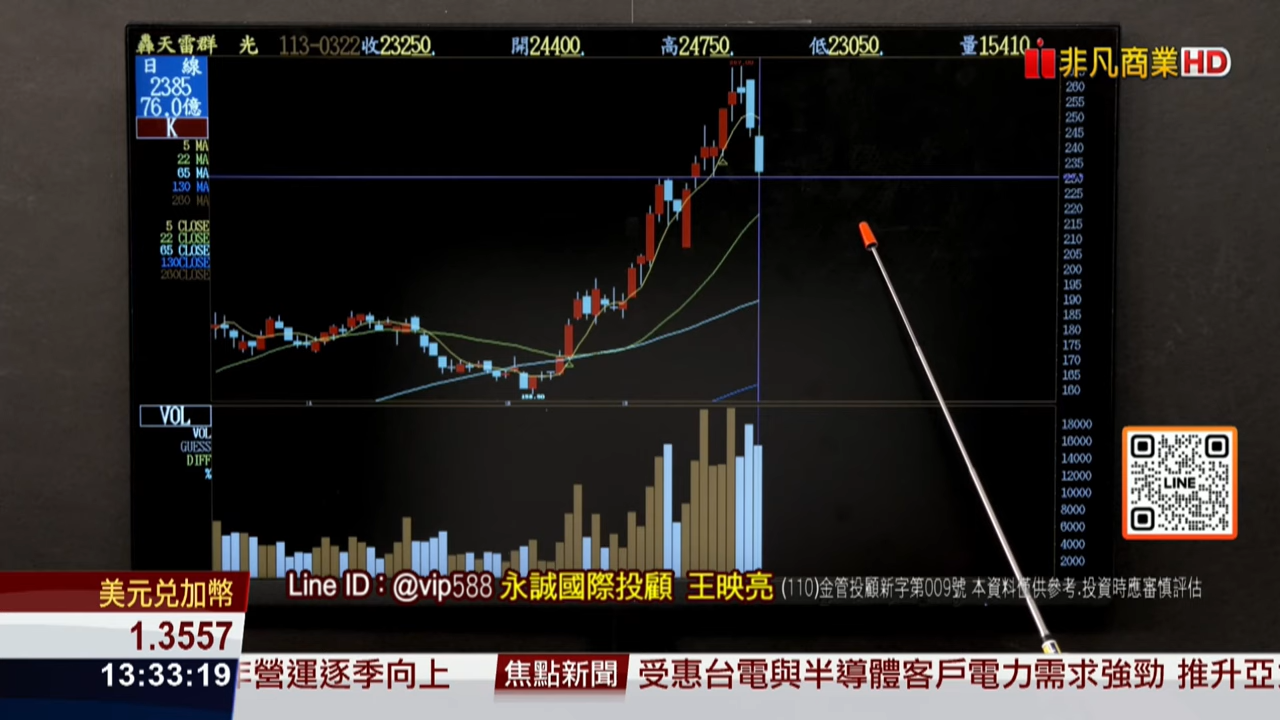 轟天雷群 光 113-0322 收23250. 開24400. 高24750. 低23050. 量15410.
非凡商業HD
日 線
2385
76.0億
K
5 MA
22 MA
65 MA
130 MA
260 MA
5 CLOSE
22 CLOSE
65 CLOSE
130CLOSE
260CLOSE
260
255
250
245
240
235
230
225
220
215
210
205
200
195
190
185
180
175
170
165
160
VOL
VOL
GUESS
DIFF
%
18000
16000
14000
12000
10000
8000
6000
4000
2000
LINE
Line ID：@vip588 永誠國際投顧 王映亮 (110)金管投顧新字第009號 本資料僅供參考.投資時應審慎評估
美元兌加幣
1.3557
13:33:19
營運逐季向上 焦點新聞 受惠台電與半導體客戶電力需求強勁 推升亞